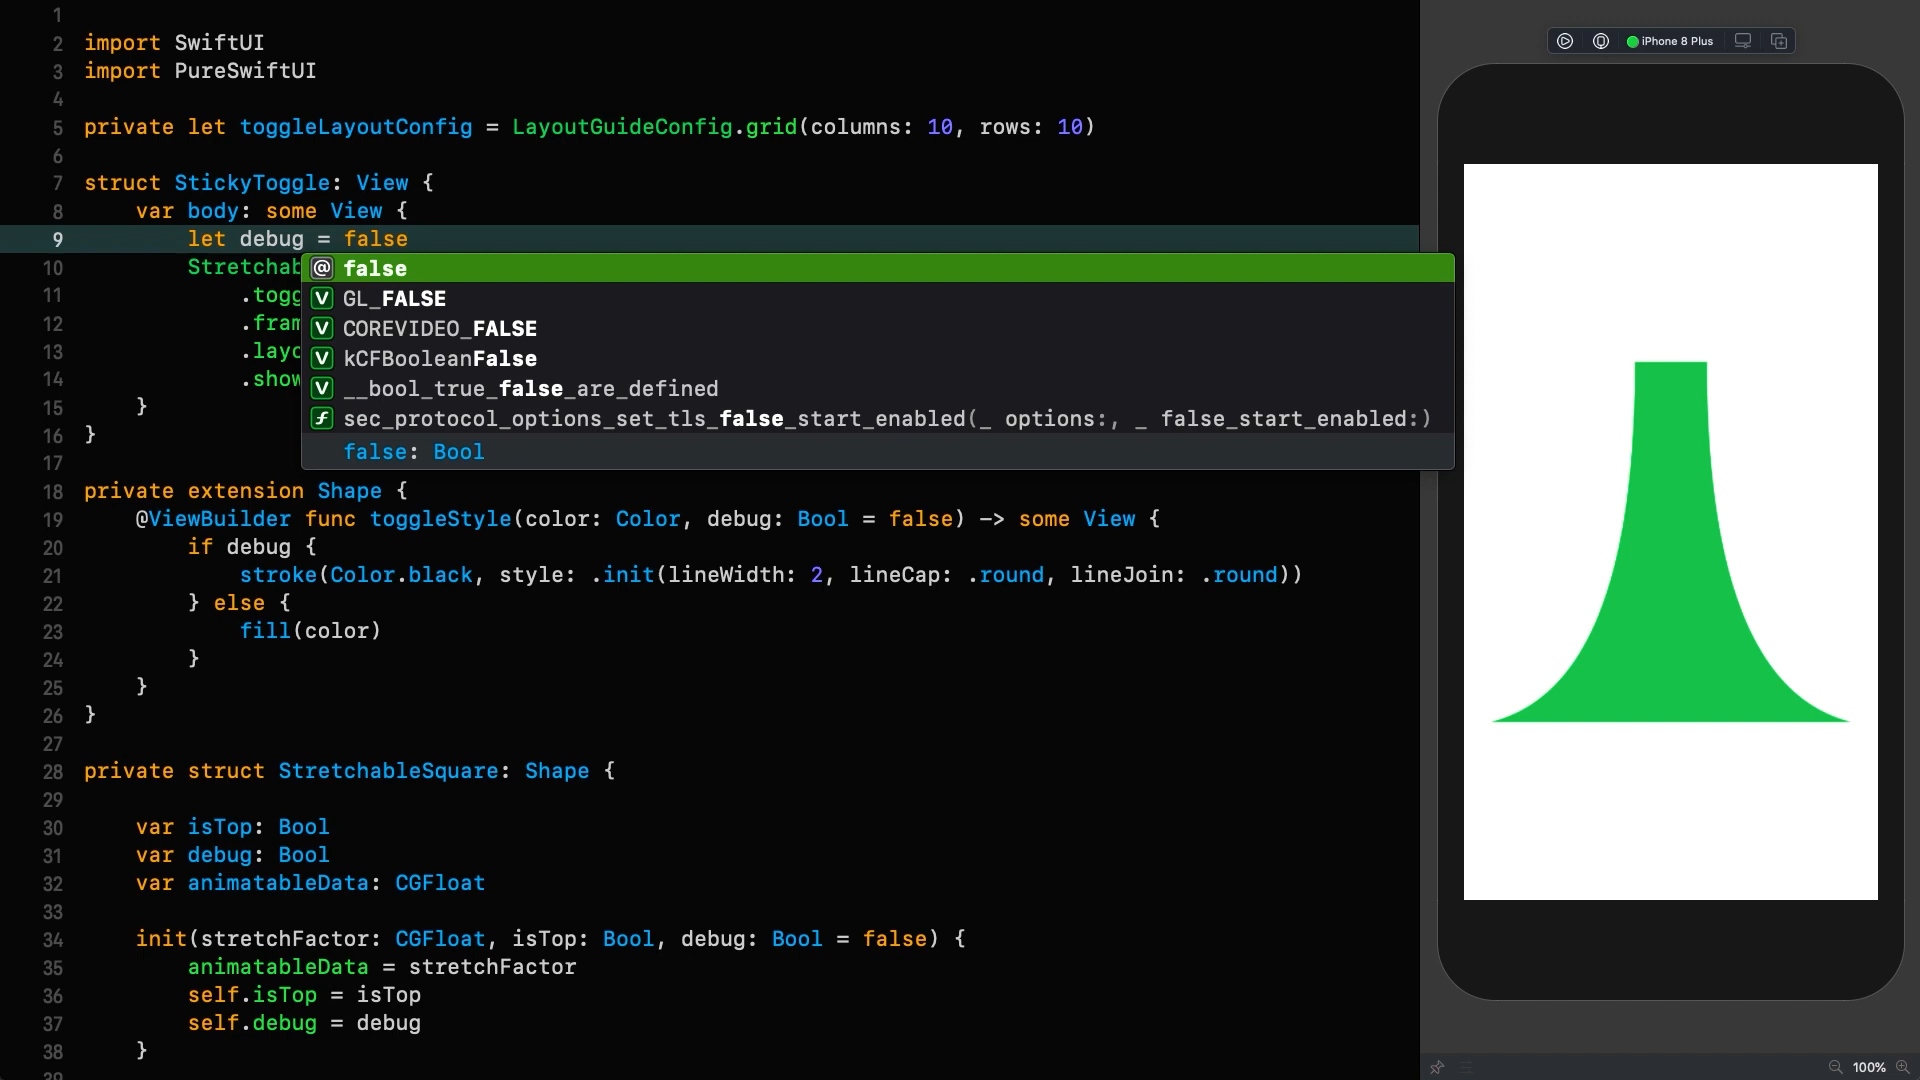 1
2 import SwiftUI
3 import PureSwiftUI
4
5 private let toggleLayoutConfig = LayoutGuideConfig.grid(columns: 10, rows: 10)
6
7 struct StickyToggle: View {
8 var body: some View {
9 let debug = false
10 Stretchab
11 .togg
12 .fram
13 .layo
14 .show
15 }
16 }
17
@ false
V GL_FALSE
V COREVIDEO_FALSE
V kCFBooleanFalse
V __bool_true_false_are_defined
f sec_protocol_options_set_tls_false_start_enabled(_ options:, _ false_start_enabled:)
false: Bool
18 private extension Shape {
19 @ViewBuilder func toggleStyle(color: Color, debug: Bool = false) -> some View {
20 if debug {
21 stroke(Color.black, style: .init(lineWidth: 2, lineCap: .round, lineJoin: .round))
22 } else {
23 fill(color)
24 }
25 }
26 }
27
28 private struct StretchableSquare: Shape {
29
30 var isTop: Bool
31 var debug: Bool
32 var animatableData: CGFloat
33
34 init(stretchFactor: CGFloat, isTop: Bool, debug: Bool = false) {
35 animatableData = stretchFactor
36 self.isTop = isTop
37 self.debug = debug
38 }
iPhone 8 Plus
100%